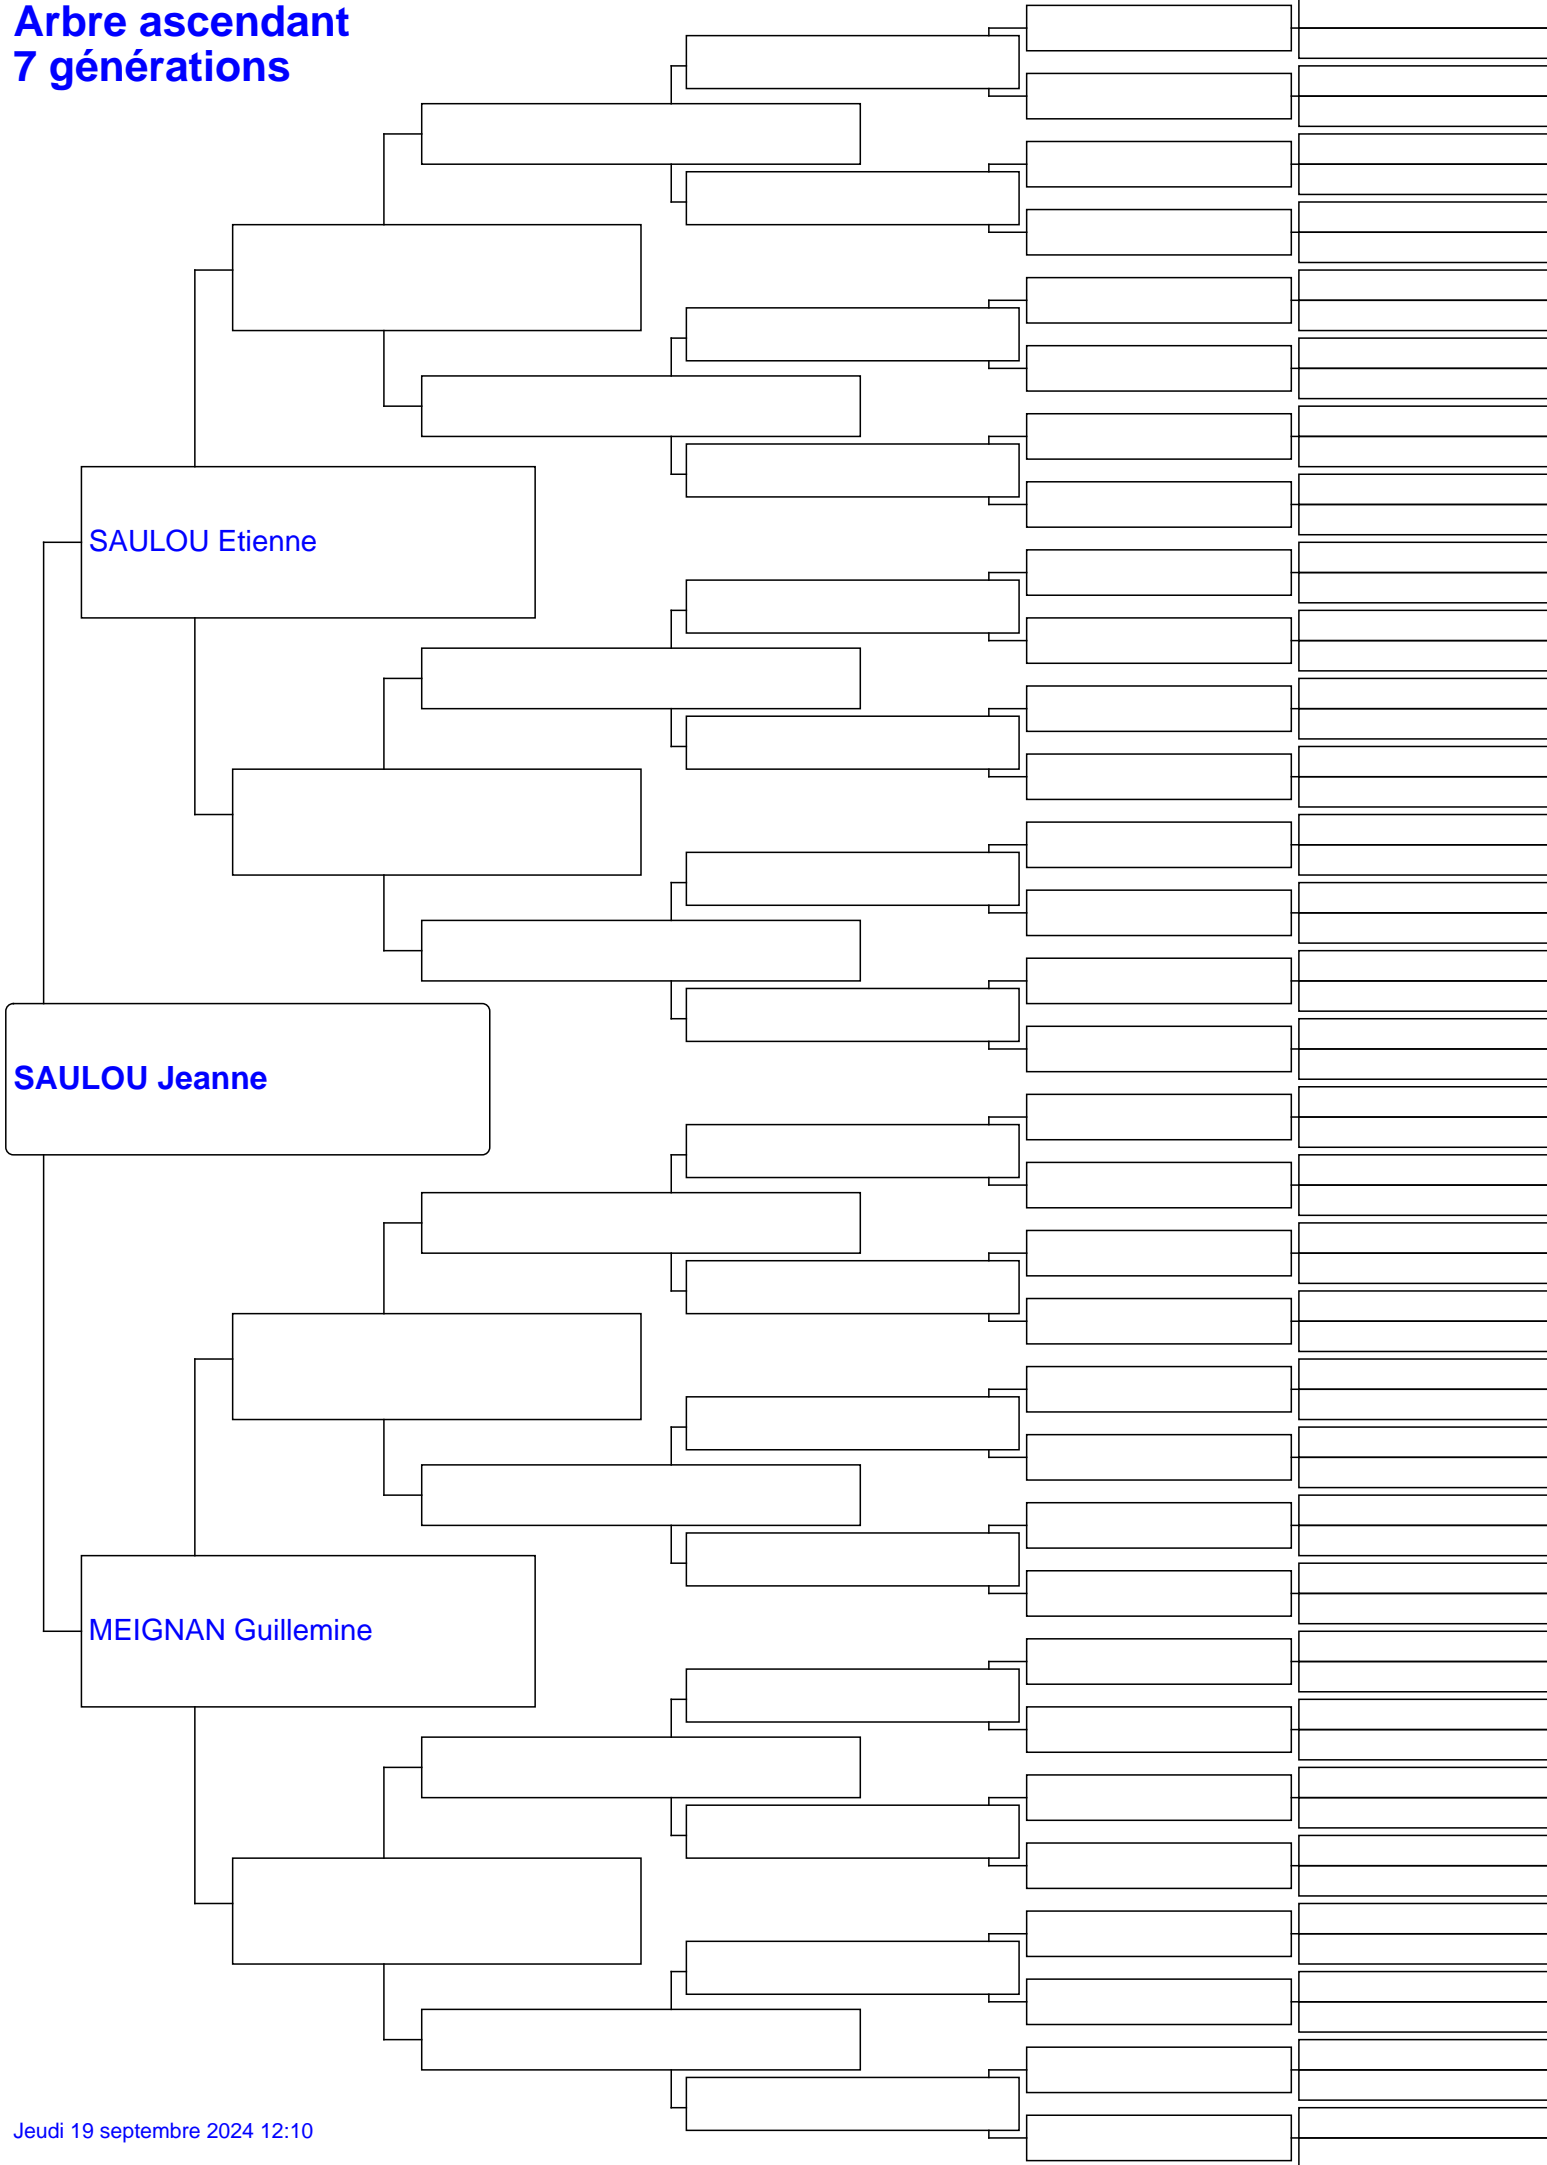 Arbre ascendant
7 générations
SAULOU Etienne
SAULOU Jeanne
MEIGNAN Guillemine
Jeudi 19 septembre 2024 12:10